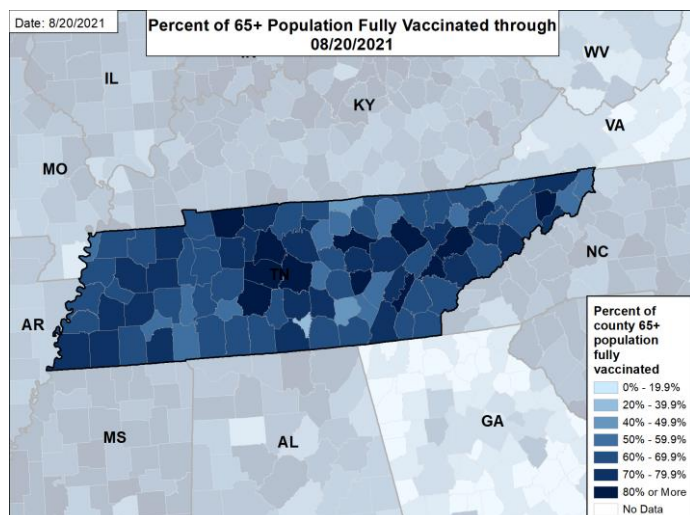 Date: 8/20/2021
Percent of 65+ Population Fully Vaccinated through
08/20/2021
WV
IL
KY
VA
MO
TN
NC
AR
MS
AL
GA
Percent of
county 65+
population
fully
vaccinated
0% - 19.9%
20% - 39.9%
40% - 49.9%
50% - 59.9%
60% - 69.9%
70% - 79.9%
80% or More
No Data